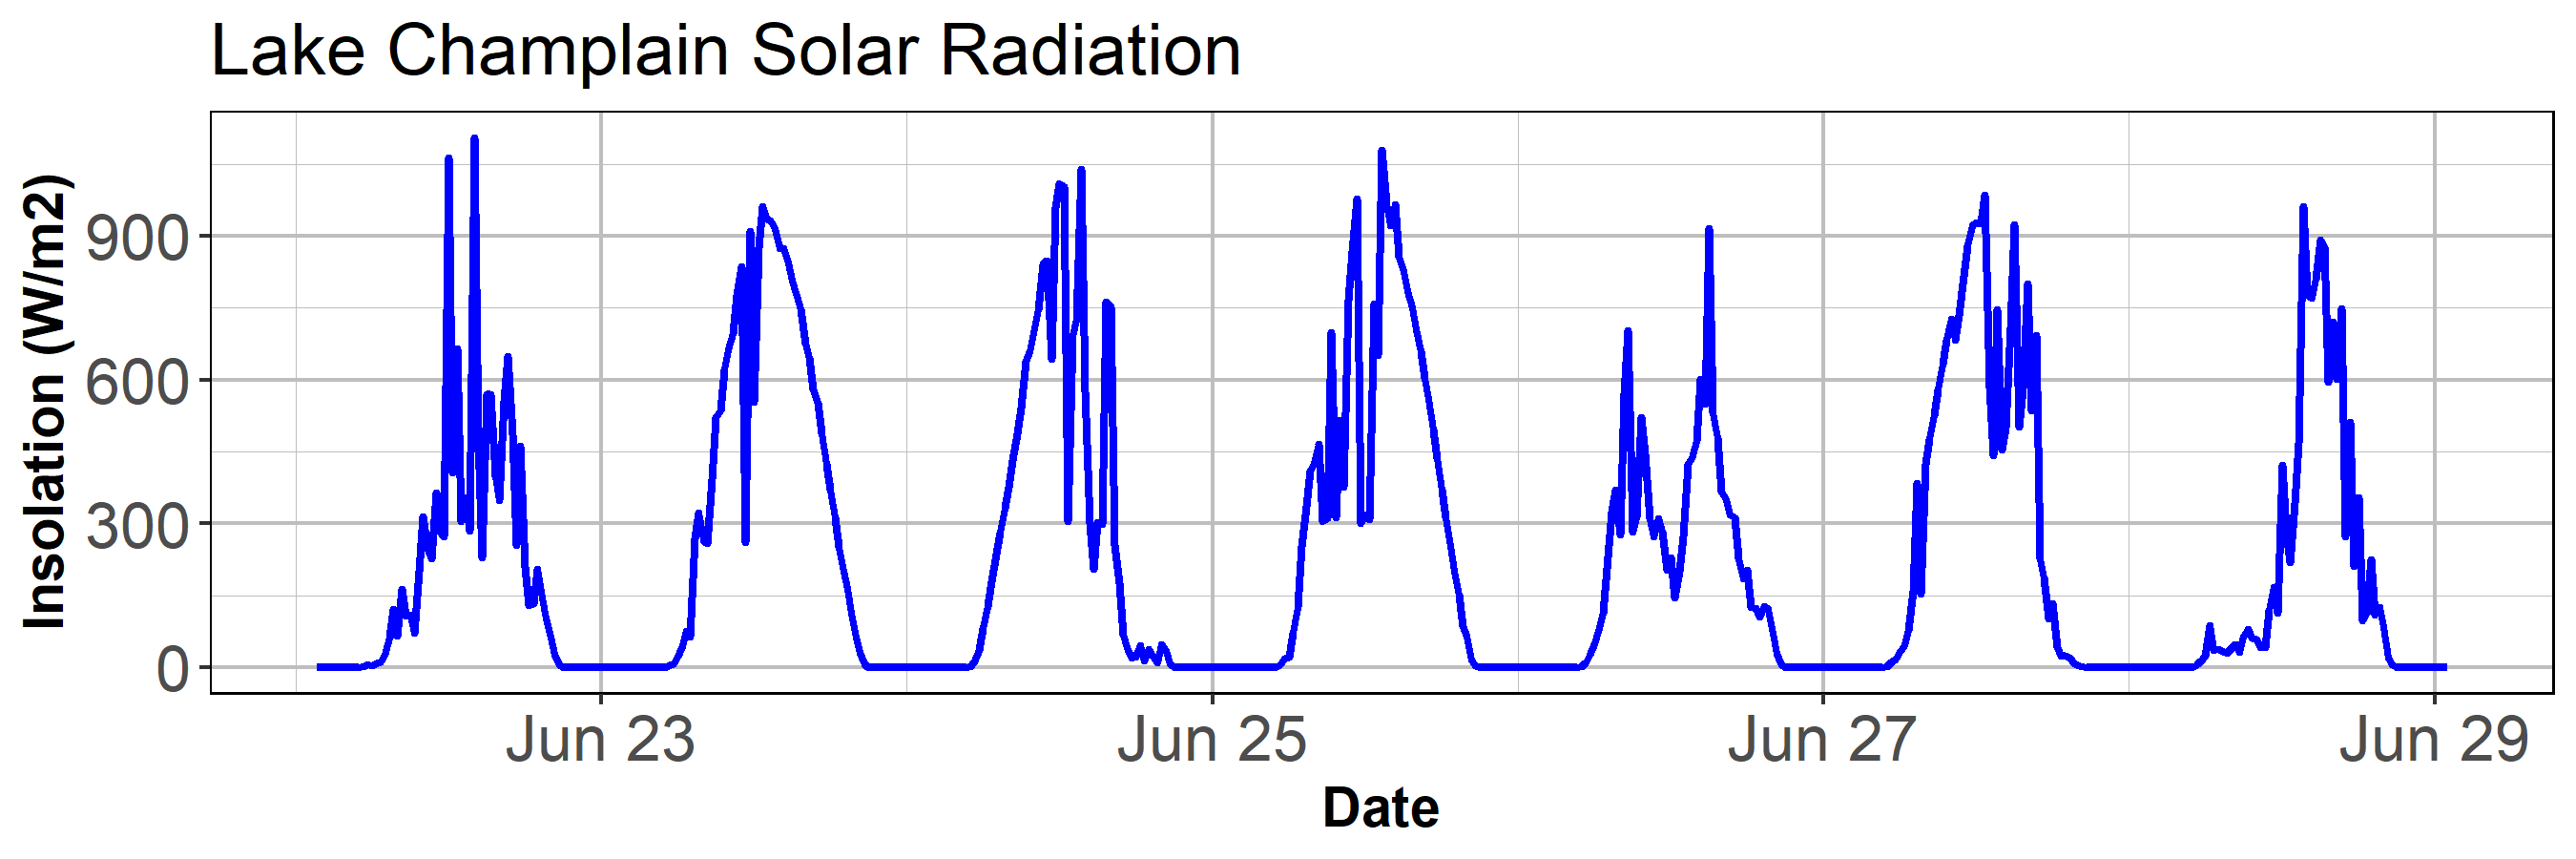 Lake Champlain Solar Radiation
Insolation (W/m2)
900
600
300
0
Jun 23
Jun 25
Jun 27
Jun 29
Date